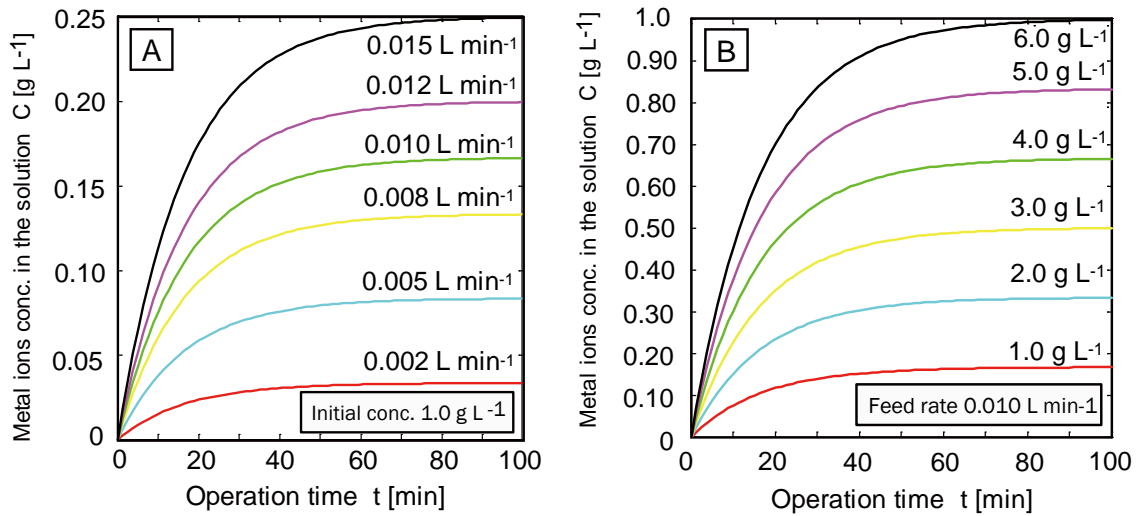 Metal ions conc. in the solution C [g L-1]
0.25
0.20
0.15
0.10
0.05
0
A
0.015 L min-1
0.012 L min-1
0.010 L min-1
0.008 L min-1
0.005 L min-1
0.002 L min-1
Initial conc. 1.0 g L -1
0 20 40 60 80 100
Operation time t [min]
Metal ions conc. in the solution C [g L-1]
1.0
0.90
0.80
0.70
0.60
0.50
0.40
0.30
0.20
0.10
0
B
6.0 g L-1
5.0 g L-1
4.0 g L-1
3.0 g L-1
2.0 g L-1
1.0 g L-1
Feed rate 0.010 L min-1
0 20 40 60 80 100
Operation time t [min]